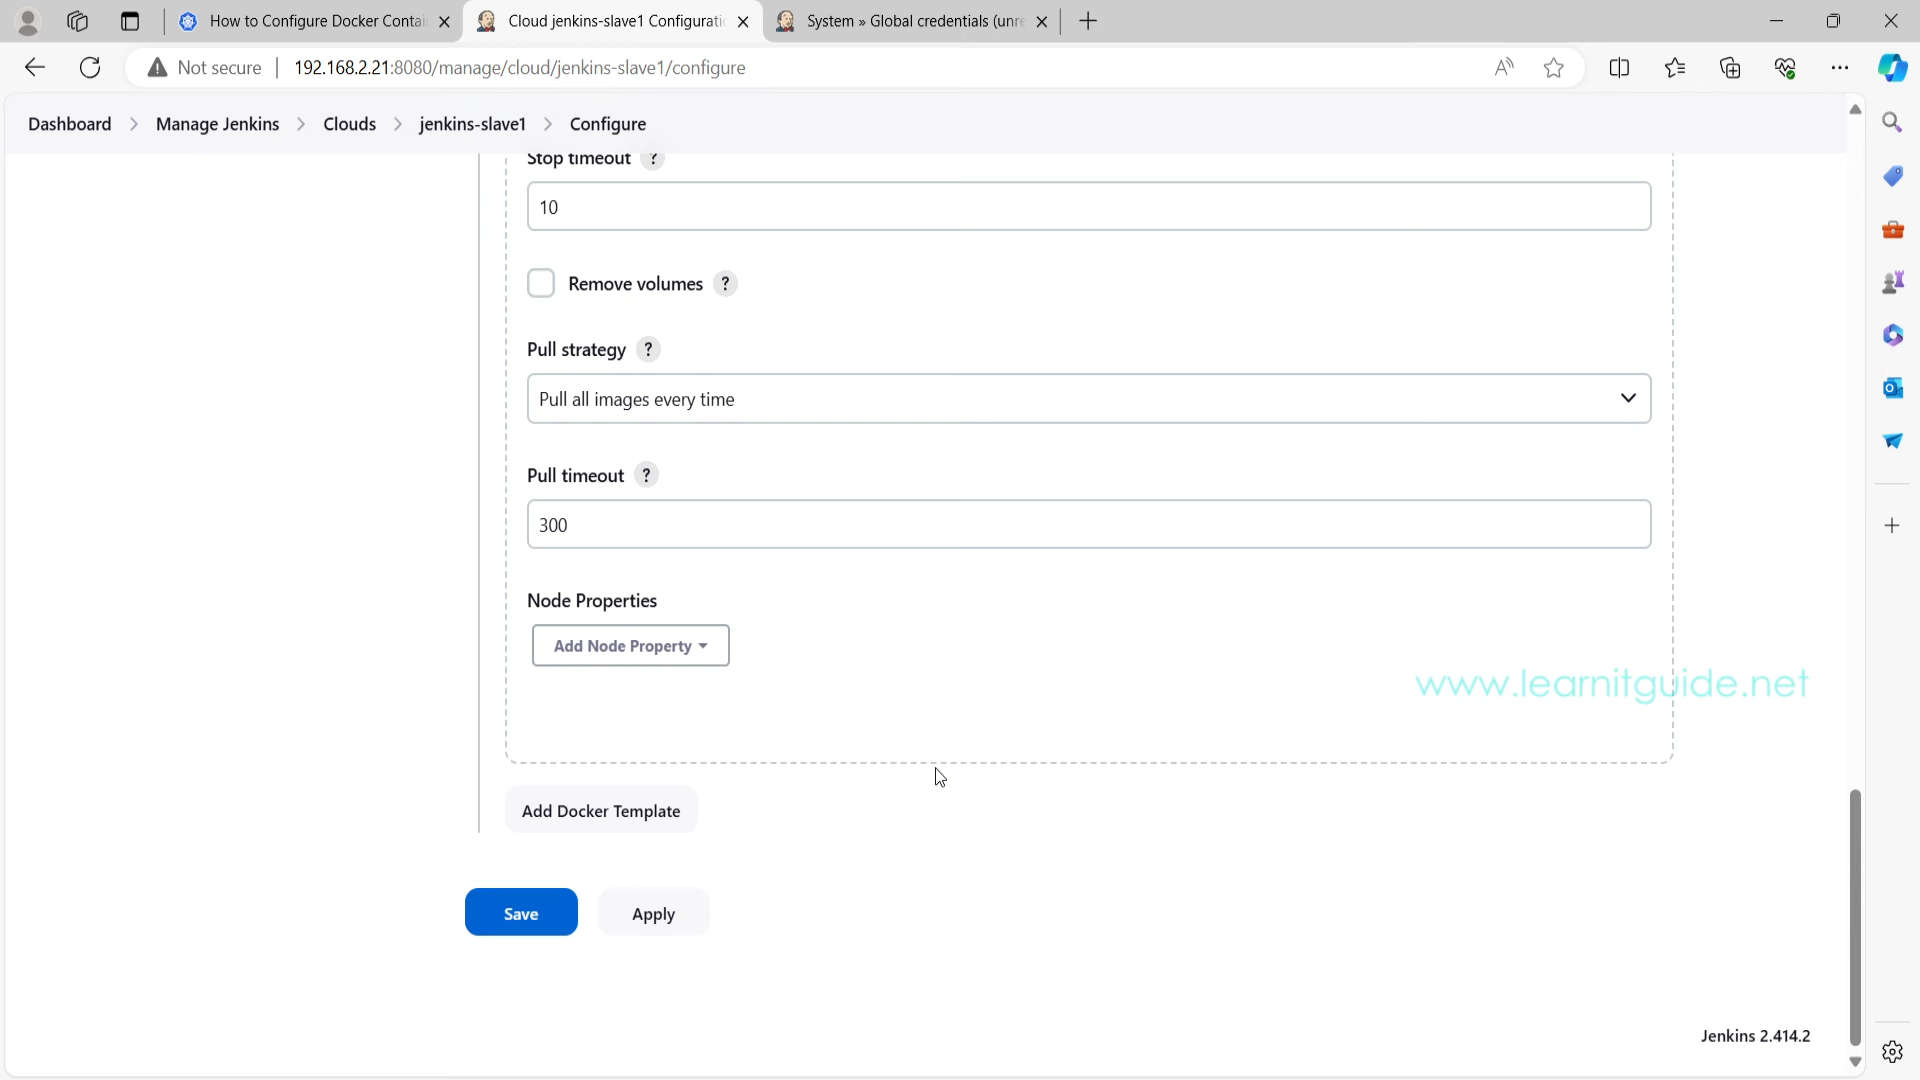 How to Configure Docker Contai
Cloud jenkins-slave1 Configurati
System » Global credentials (unre
Not secure
192.168.2.21:8080/manage/cloud/jenkins-slave1/configure
Dashboard > Manage Jenkins > Clouds > jenkins-slave1 > Configure
Stop timeout ?
10
Remove volumes ?
Pull strategy ?
Pull all images every time
Pull timeout ?
300
Node Properties
Add Node Property
www.learnitguide.net
Add Docker Template
Save
Apply
Jenkins 2.414.2